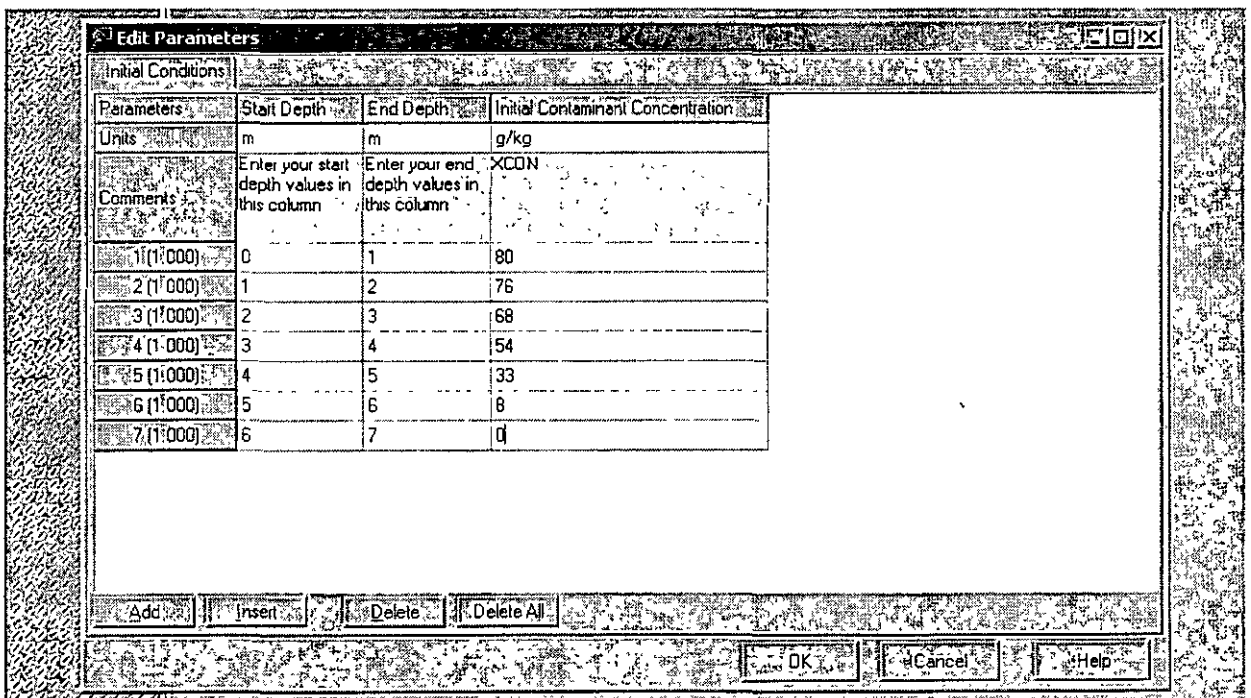 Edit Parameters
Initial Conditions
Parameters Start Depth End Depth Initial Contaminant Concentration
Units m m g/kg
Comments Enter your start depth values in this column Enter your end depth values in this column XCON
1 (1.000) 0 1 80
2 (1.000) 1 2 76
3 (1.000) 2 3 68
4 (1.000) 3 4 54
5 (1.000) 4 5 33
6 (1.000) 5 6 8
7 (1.000) 6 7 0
Add Insert Delete Delete All
OK Cancel Help